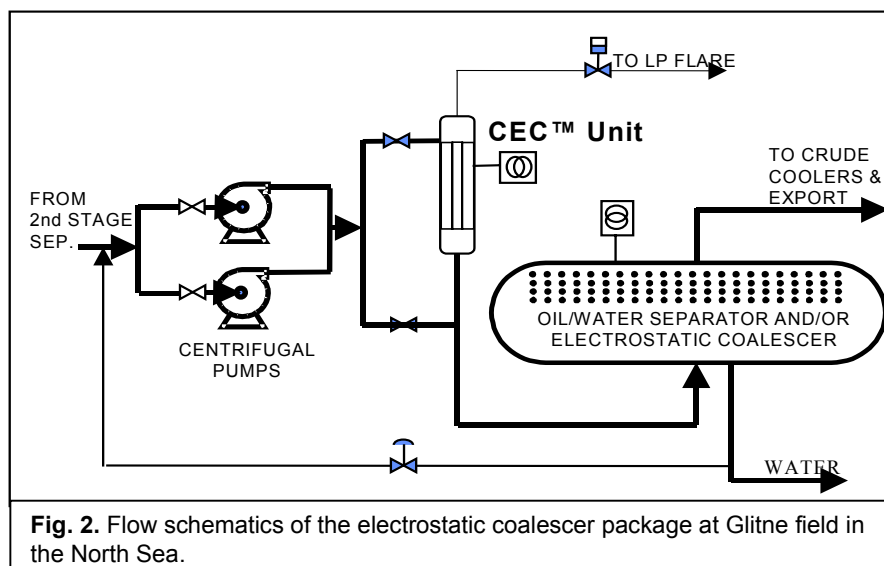 TO LP FLARE
CEC™ Unit
TO CRUDE
COOLERS &
EXPORT
FROM
2nd STAGE
SEP.
CENTRIFUGAL
PUMPS
OIL/WATER SEPARATOR AND/OR
ELECTROSTATIC COALESCER
WATER
Fig. 2. Flow schematics of the electrostatic coalescer package at Glitne field in
the North Sea.